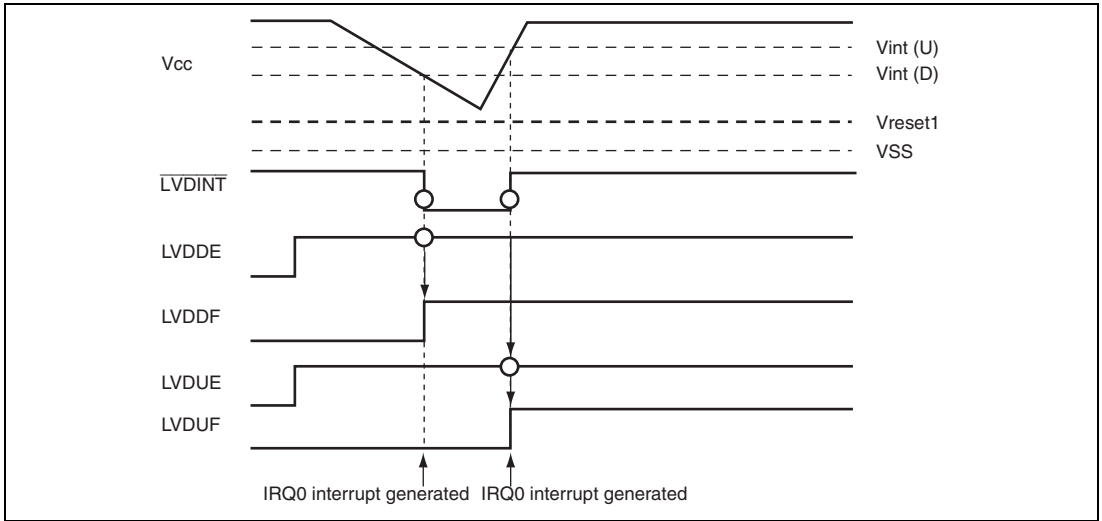 Vcc
Vint (U)
Vint (D)
Vreset1
VSS
LVDINT
LVDDE
LVDDF
LVDUE
LVDUF
IRQ0 interrupt generated IRQ0 interrupt generated